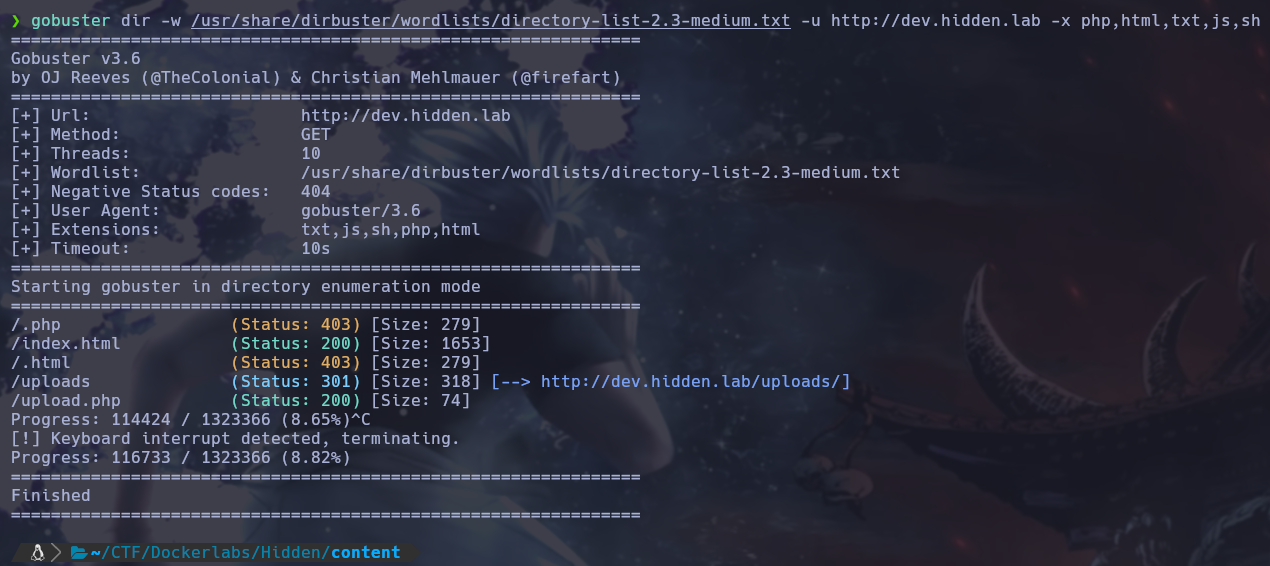 ❯ gobuster dir -w /usr/share/dirbuster/wordlists/directory-list-2.3-medium.txt -u http://dev.hidden.lab -x php,html,txt,js,sh
===============================================================
Gobuster v3.6
by OJ Reeves (@TheColonial) & Christian Mehlmauer (@firefart)
===============================================================
[+] Url:                     http://dev.hidden.lab
[+] Method:                  GET
[+] Threads:                 10
[+] Wordlist:                /usr/share/dirbuster/wordlists/directory-list-2.3-medium.txt
[+] Negative Status codes:   404
[+] User Agent:              gobuster/3.6
[+] Extensions:              txt,js,sh,php,html
[+] Timeout:                 10s
===============================================================
Starting gobuster in directory enumeration mode
===============================================================
/.php                 (Status: 403) [Size: 279]
/index.html           (Status: 200) [Size: 1653]
/.html                (Status: 403) [Size: 279]
/uploads              (Status: 301) [Size: 318] [--> http://dev.hidden.lab/uploads/]
/upload.php           (Status: 200) [Size: 74]
Progress: 114424 / 1323366 (8.65%)^C
[!] Keyboard interrupt detected, terminating.
Progress: 116733 / 1323366 (8.82%)
===============================================================
Finished
===============================================================
~/CTF/Dockerlabs/Hidden/content